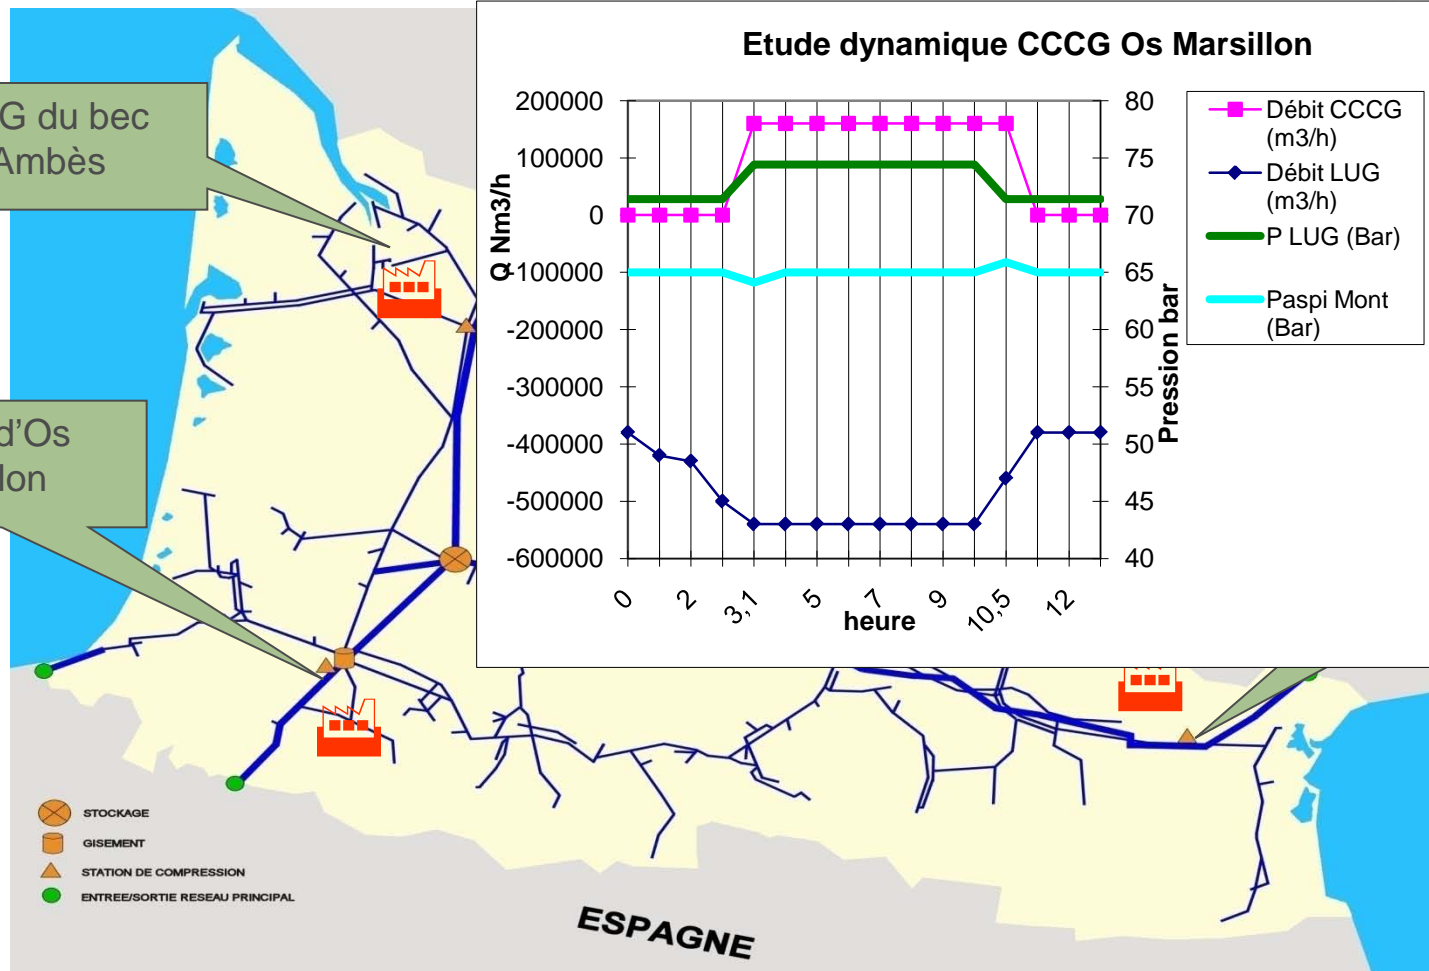 Etude dynamique CCCG Os Marsillon
G du bec
Ambès
d’Os
lon
Q Nm3/h
200000
100000
0
-100000
-200000
-300000
-400000
-500000
-600000
80
75
70
65
60
55
50
45
40
Pression bar
0
2
3,1
5
7
9
10,5
12
heure
Débit CCCG
(m3/h)
Débit LUG
(m3/h)
P LUG (Bar)
Paspi Mont
(Bar)
STOCKAGE
GISEMENT
STATION DE COMPRESSION
ENTREE/SORTIE RESEAU PRINCIPAL
ESPAGNE